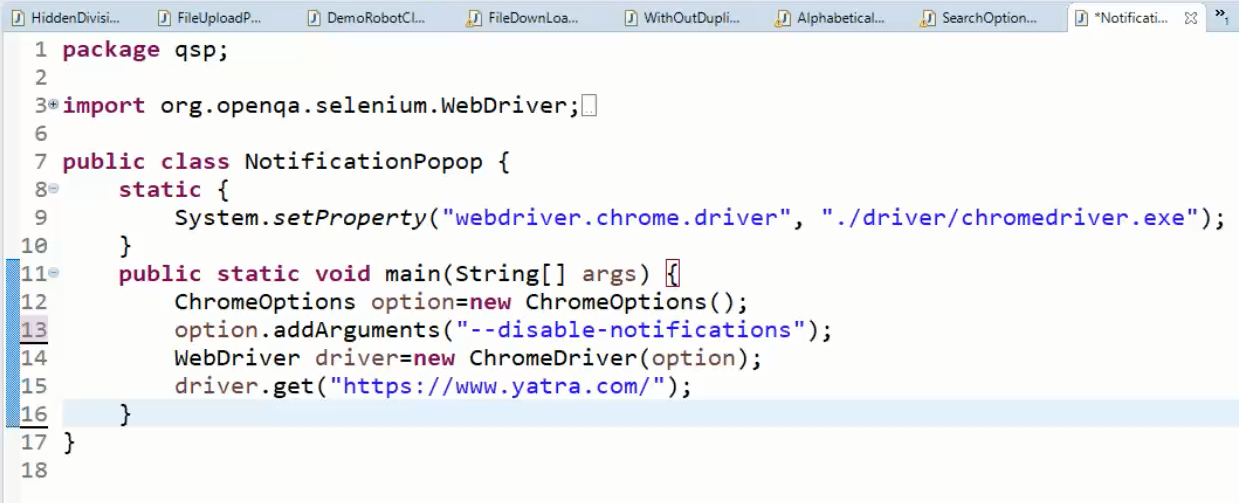 HiddenDivisi... FileUploadP... DemoRobotCl... FileDownLoa... WithOutDupli... Alphabetical... SearchOption... *Notificati... »1
1 package qsp;
2
3 import org.openqa.selenium.WebDriver;
6
7 public class NotificationPopop {
8     static {
9         System.setProperty("webdriver.chrome.driver", "./driver/chromedriver.exe");
10     }
11     public static void main(String[] args) {
12         ChromeOptions option=new ChromeOptions();
13         option.addArguments("--disable-notifications");
14         WebDriver driver=new ChromeDriver(option);
15         driver.get("https://www.yatra.com/");
16     }
17 }
18